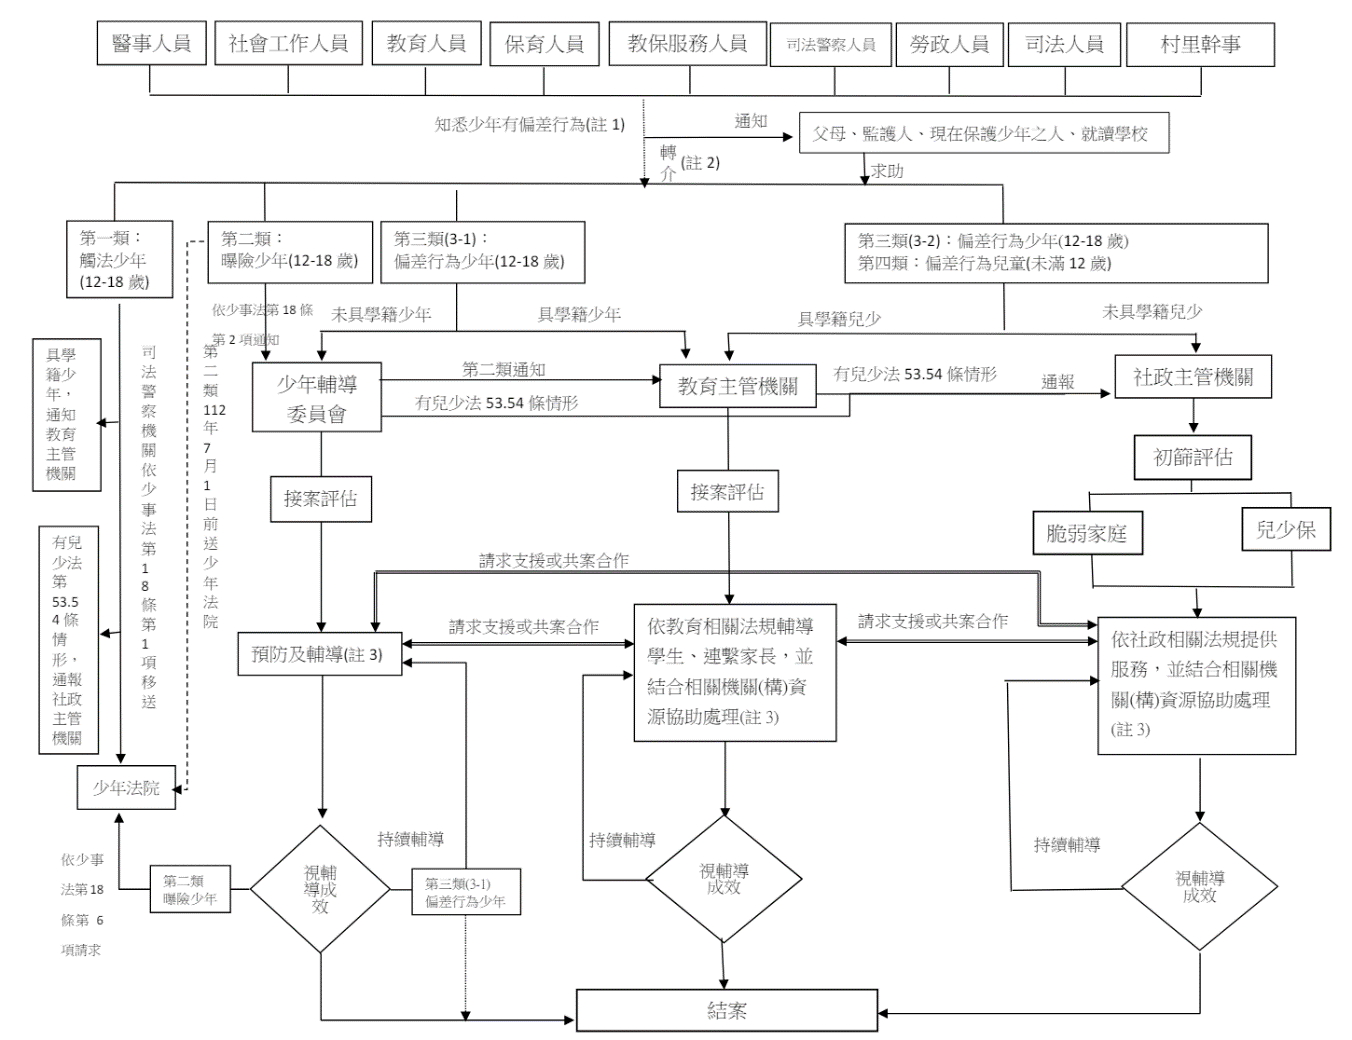 醫事人員
社會工作人員
教育人員
保育人員
教保服務人員
司法警察人員
勞政人員
司法人員
村里幹事
知悉少年有偏差行為(註 1)
通知
父母、監護人、現在保護少年之人、就讀學校
轉
介
(註 2)
求助
第一類：
觸法少年
(12-18 歲)
第二類：
曝險少年(12-18 歲)
第三類(3-1)：
偏差行為少年(12-18 歲)
第三類(3-2)：偏差行為少年(12-18 歲)
第四類：偏差行為兒童(未滿 12 歲)
依少事法第 18 條
第 2 項通知
未具學籍少年
具學籍少年
具學籍兒少
未具學籍兒少
具學
籍少
年，
通知
教育
主管
機關
司
法
警
察
機
關
依
少
事
法
第
1
8
條
第
1
項
移
送
第
二
類
112
年
7
月
1
日
前
送
少
年
法
院
少年輔導
委員會
第二類通知
有兒少法 53.54 條情形
教育主管機關
有兒少法 53.54 條情形
通報
社政主管機關
初篩評估
接案評估
接案評估
脆弱家庭
兒少保
有兒
少法
第
53.5
4 條
情
形，
通報
社政
主管
機關
請求支援或共案合作
請求支援或共案合作
請求支援或共案合作
預防及輔導(註 3)
依教育相關法規輔導
學生、連繫家長，並
結合相關機關(構)資
源協助處理(註 3)
依社政相關法規提供
服務，並結合相關機
關(構)資源協助處理
(註 3)
少年法院
依少事
法第 18
條第 6
項請求
第二類
曝險少年
視輔
導成
效
持續輔導
第三類(3-1)
偏差行為少年
持續輔導
視輔導
成效
持續輔導
視輔導
成效
結案